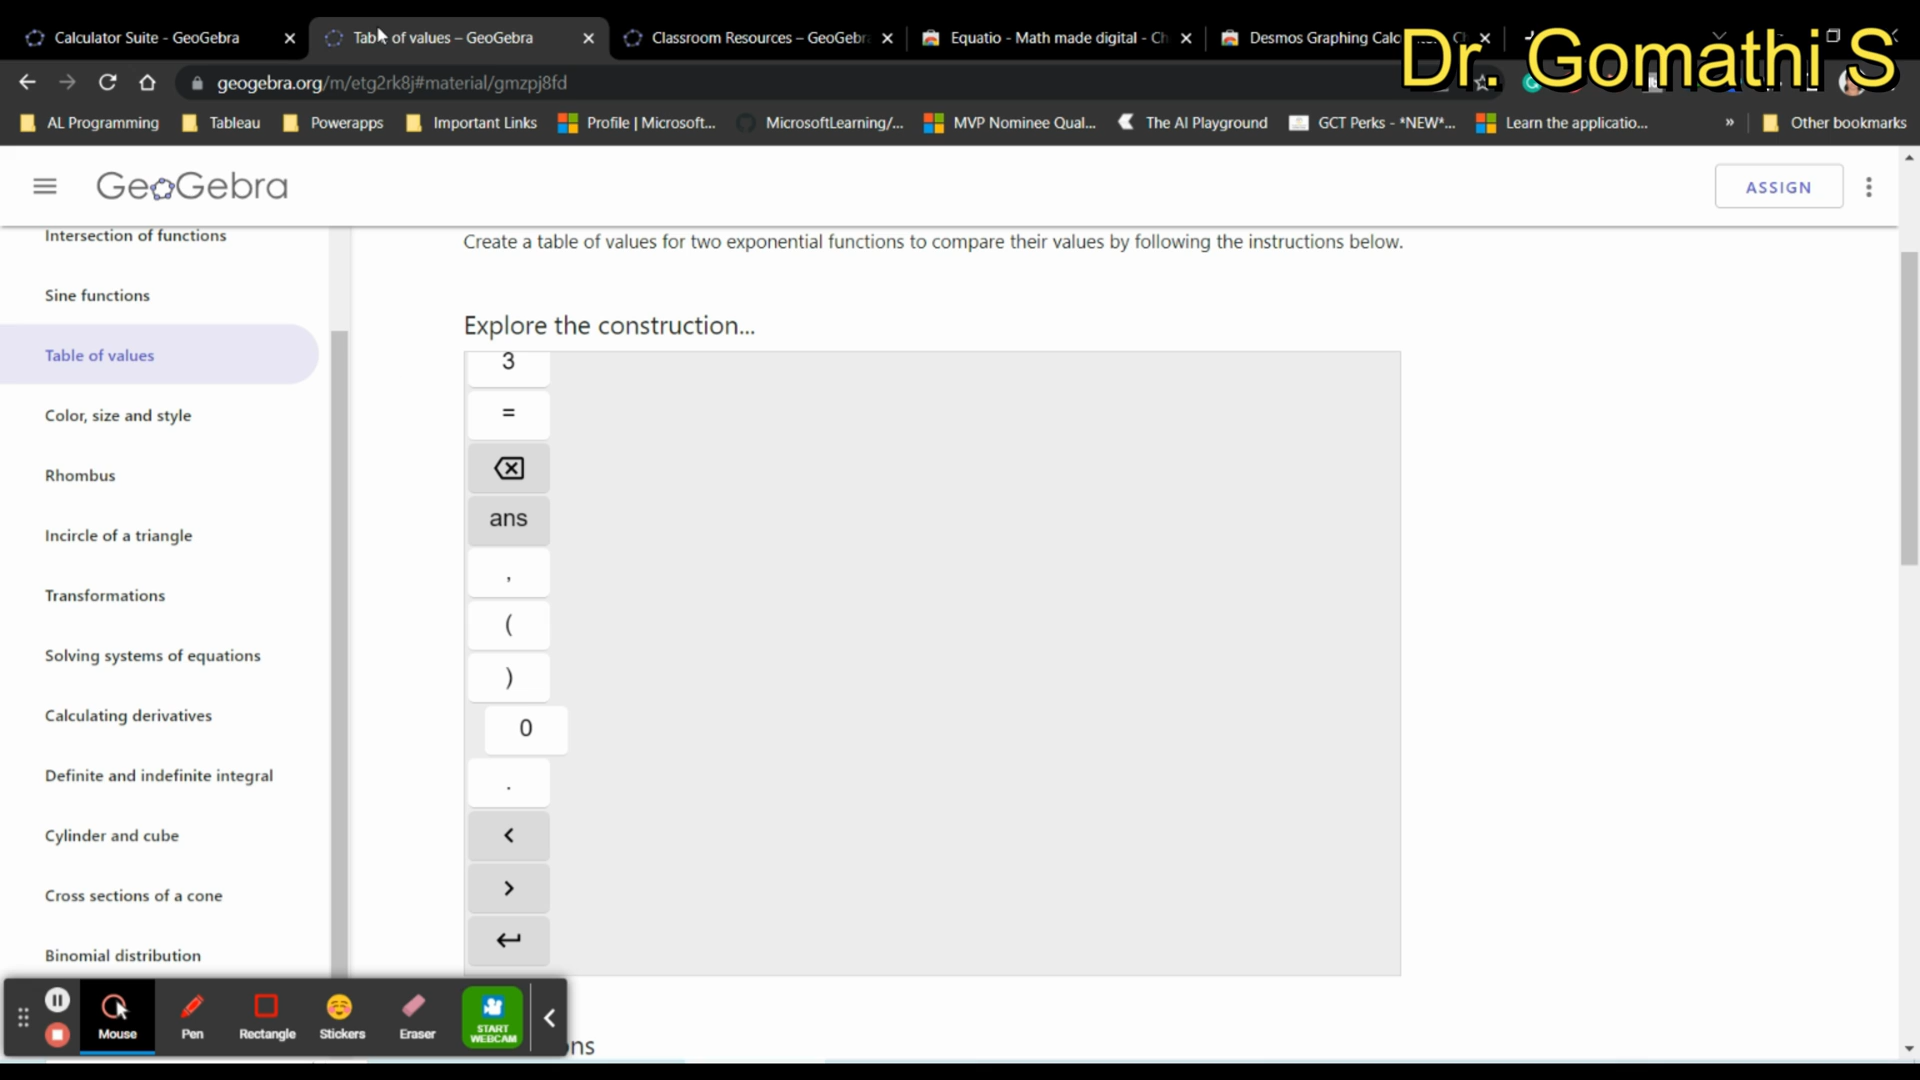 Calculator Suite - GeoGebra
Table of values – GeoGebra
Classroom Resources – GeoGebr
Equatio - Math made digital - Ch
Desmos Graphing Calc
Dr. Gomathi S
geogebra.org/m/etg2rk8j#material/gmzpj8fd
AL Programming
Tableau
Powerapps
Important Links
Profile | Microsoft...
MicrosoftLearning/...
MVP Nominee Qual...
The AI Playground
GCT Perks - *NEW*...
Learn the applicatio...
»
Other bookmarks
GeoGebra
ASSIGN
Intersection of functions
Sine functions
Table of values
Color, size and style
Rhombus
Incircle of a triangle
Transformations
Solving systems of equations
Calculating derivatives
Definite and indefinite integral
Cylinder and cube
Cross sections of a cone
Binomial distribution
Create a table of values for two exponential functions to compare their values by following the instructions below.
Explore the construction...
3
=
ans
,
(
)
0
.
<
>
Mouse
Pen
Rectangle
Stickers
Eraser
START
WEBCAM
ns